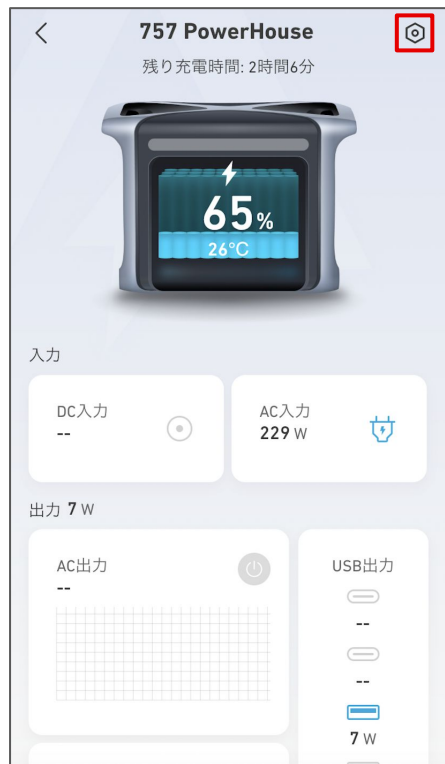 757 PowerHouse
残り充電時間: 2時間6分
65%
26°C
入力
DC入力
--
AC入力
229 W
出力 7 W
AC出力
--
USB出力
--
--
7 W